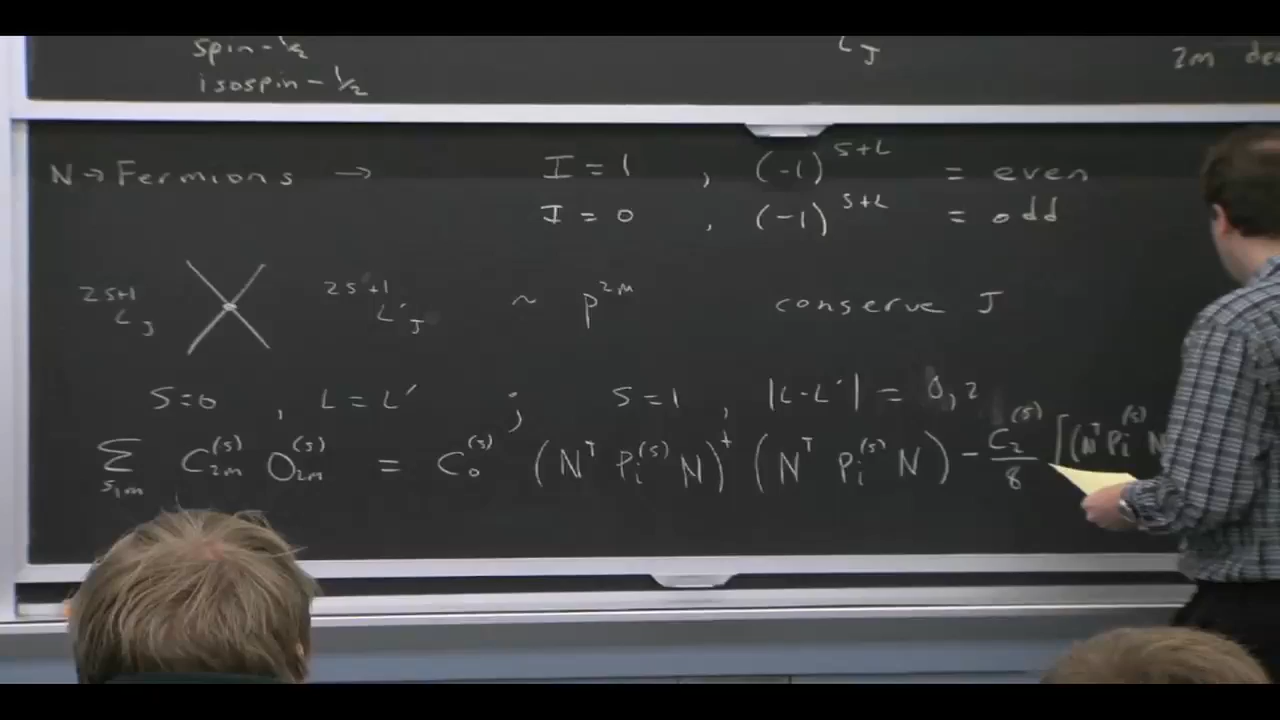 spin-1/2
isospin-1/2
L_J
2m de
N → Fermions → I = 1 , (-1)^{S+L} = even
I = 0 , (-1)^{S+L} = odd
^{2S+1}L_J ^{2S'+1}L'_J ~ p^{2m} conserve J
S=0 , L = L' ; S=1 , |L-L'| = 0,2
∑_{s,m} C_{2m}^{(s)} O_{2m}^{(s)} = C_0^{(s)} (N^T P_i^{(s)} N)^† (N^T P_i^{(s)} N) - C_2^{(s)}/8 [(N^T P_i^{(s)} N